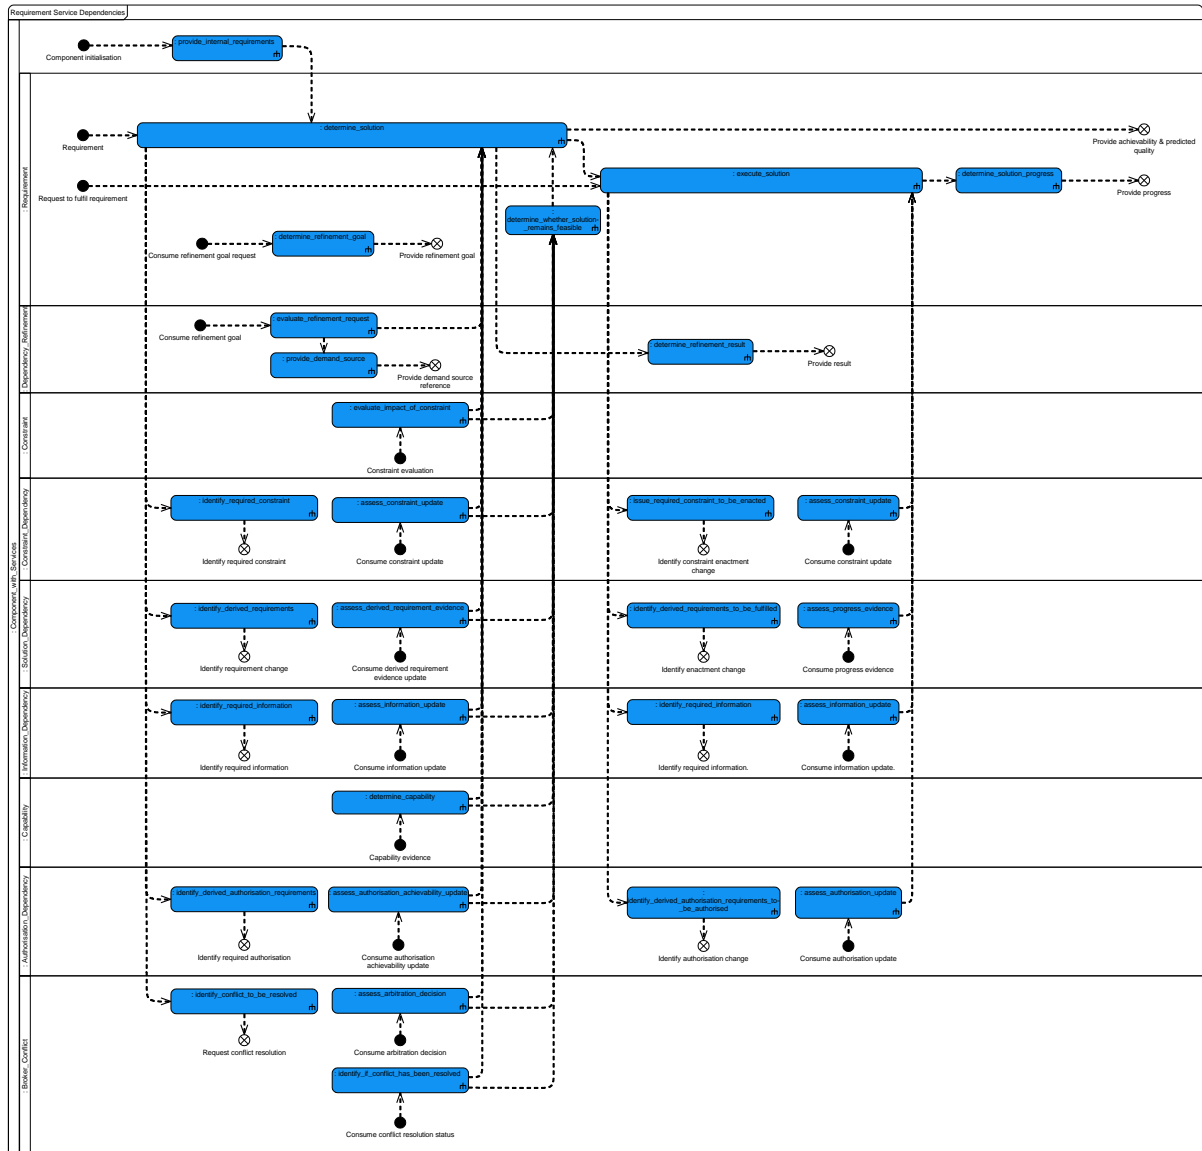 Requirement Service Dependencies
: Component_with_Services
Component initialisation
: provide_internal_requirements
: Requirement
Requirement
: determine_solution
Provide achievability & predicted
quality
Request to fulfil requirement
: execute_solution
: determine_solution_progress
Provide progress
:
determine_whether_solution-
_remains_feasible
Consume refinement goal request
: determine_refinement_goal
Provide refinement goal
Dependency_Refinement
Consume refinement goal
: evaluate_refinement_request
: provide_demand_source
Provide demand source
reference
: determine_refinement_result
Provide result
: Constraint
: evaluate_impact_of_constraint
Constraint evaluation
: Constraint_Dependency
: identify_required_constraint
Identify required constraint
: assess_constraint_update
Consume constraint update
: issue_required_constraint_to_be_enacted
Identify constraint enactment
change
: assess_constraint_update
Consume constraint update
: Solution_Dependency
: identify_derived_requirements
Identify requirement change
: assess_derived_requirement_evidence
Consume derived requirement
evidence update
: identify_derived_requirements_to_be_fulfilled
Identify enactment change
: assess_progress_evidence
Consume progress evidence
: Information_Dependency
: identify_required_information
Identify required information
: assess_information_update
Consume information update
: identify_required_information
Identify required information.
: assess_information_update
Consume information update.
: Capability
: determine_capability
Capability evidence
: Authorisation_Dependency
: identify_derived_authorisation_requirements
Identify required authorisation
: assess_authorisation_achievability_update
Consume authorisation
achievability update
:
identify_derived_authorisation_requirements_to-
_be_authorised
Identify authorisation change
: assess_authorisation_update
Consume authorisation update
: Broker_Conflict
: identify_conflict_to_be_resolved
Request conflict resolution
: assess_arbitration_decision
Consume arbitration decision
: identify_if_conflict_has_been_resolved
Consume conflict resolution status